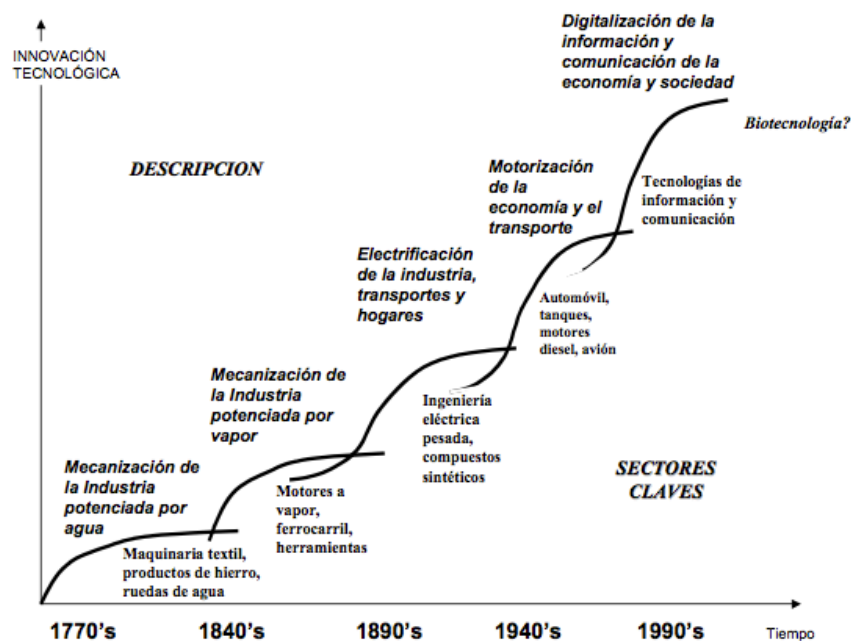 Digitalización de la
información y
comunicación de la
economía y sociedad
INNOVACIÓN
TECNOLÓGICA
Biotecnología?
DESCRIPCION
Motorización
de la
economía y el
transporte
Tecnologías de
información y
comunicación
Electrificación
de la industria,
transportes y
hogares
Automóvil,
tanques,
motores
diesel, avión
Mecanización de
la Industria
potenciada por
vapor
Ingeniería
eléctrica
pesada,
compuestos
sintéticos
Mecanización de
la Industria
potenciada por
agua
SECTORES
CLAVES
Motores a
vapor,
ferrocarril,
herramientas
Maquinaria textil,
productos de hierro,
ruedas de agua
1770's 1840's 1890's 1940's 1990's Tiempo